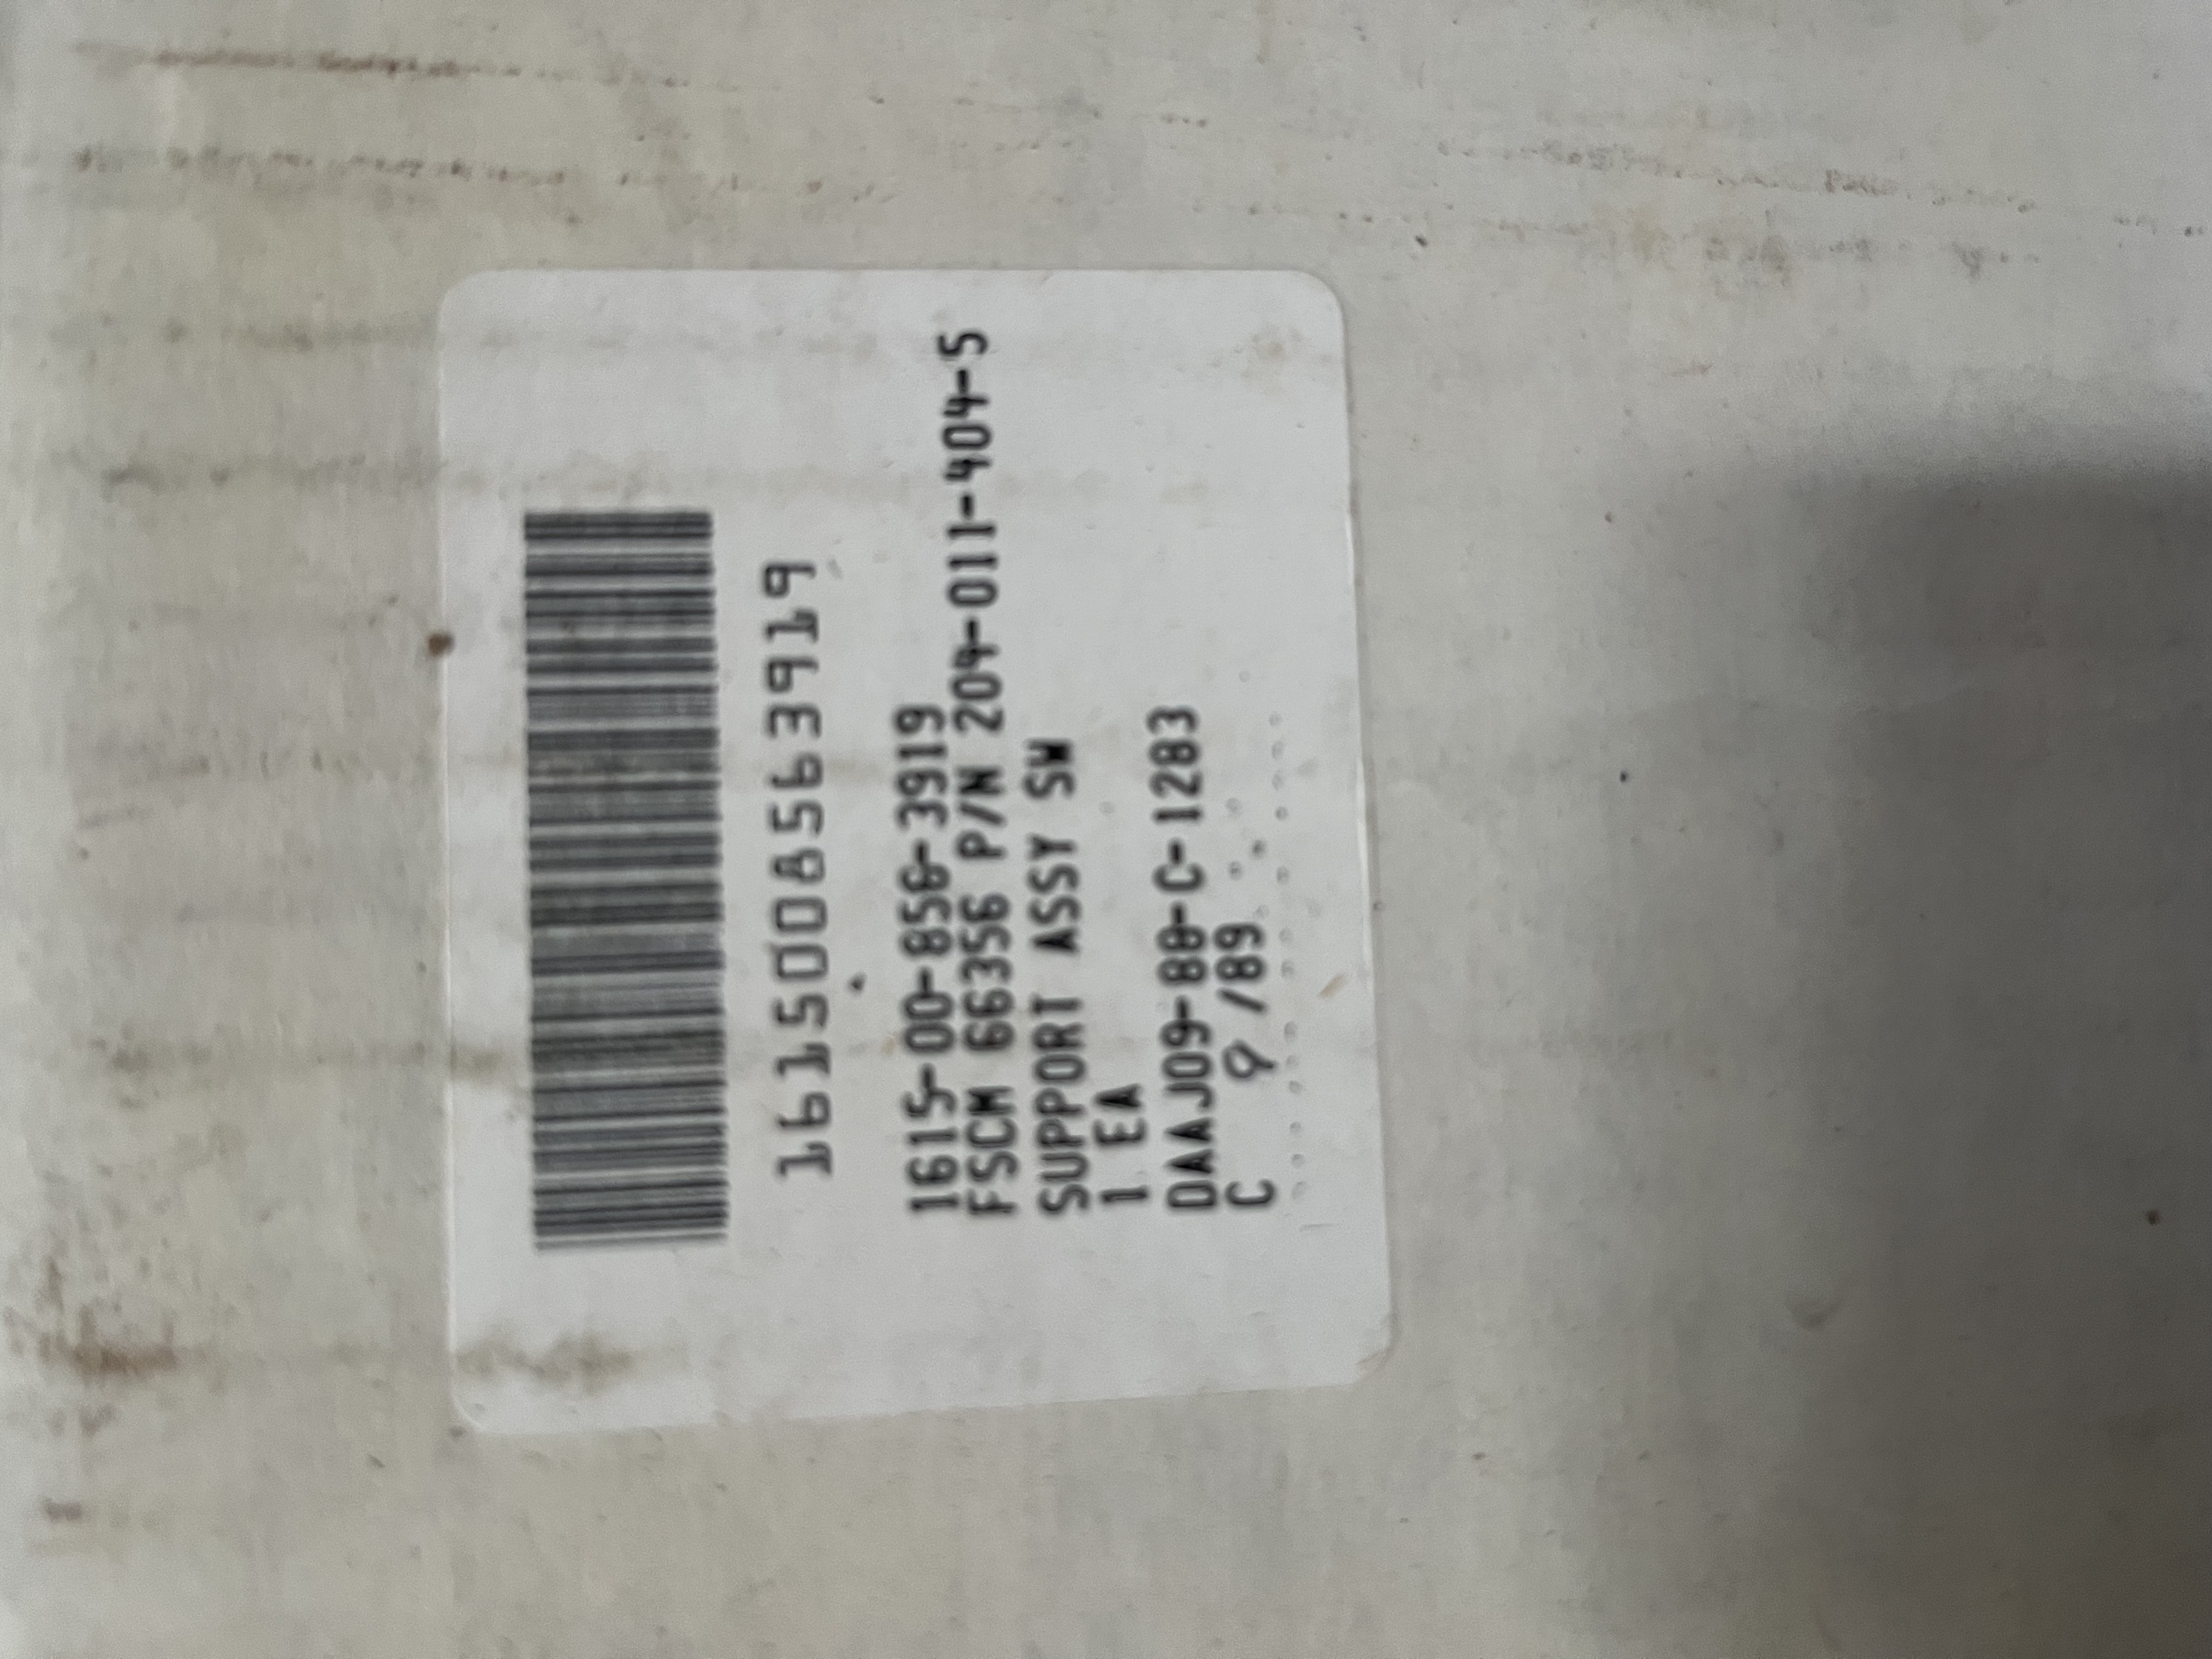 1615008563919
1615-00-856-3919
FSCM 66356 P/N 204-011-404-5
SUPPORT ASSY SW
1 EA
DAAJ09-88-C-1283
C 9 /89